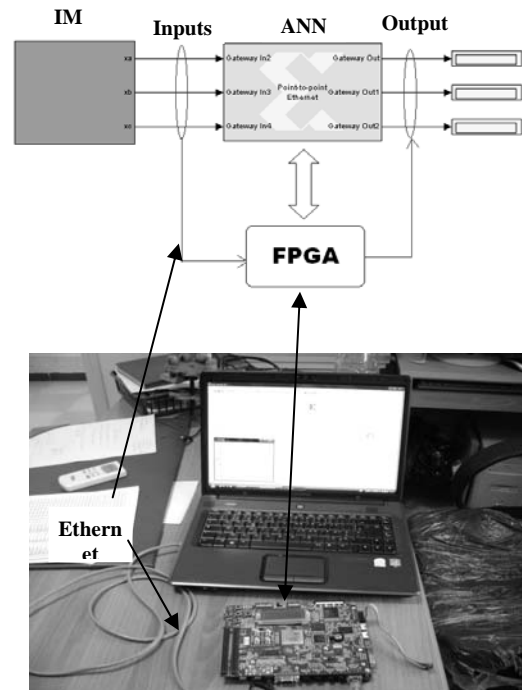 IM
Inputs
ANN
Output
xa
Gateway In2
Gateway Out
xb
Gateway In3
Point-to-point
Ethernet
Gateway Out1
xc
Gateway In4
Gateway Out2
FPGA
Ethern
et